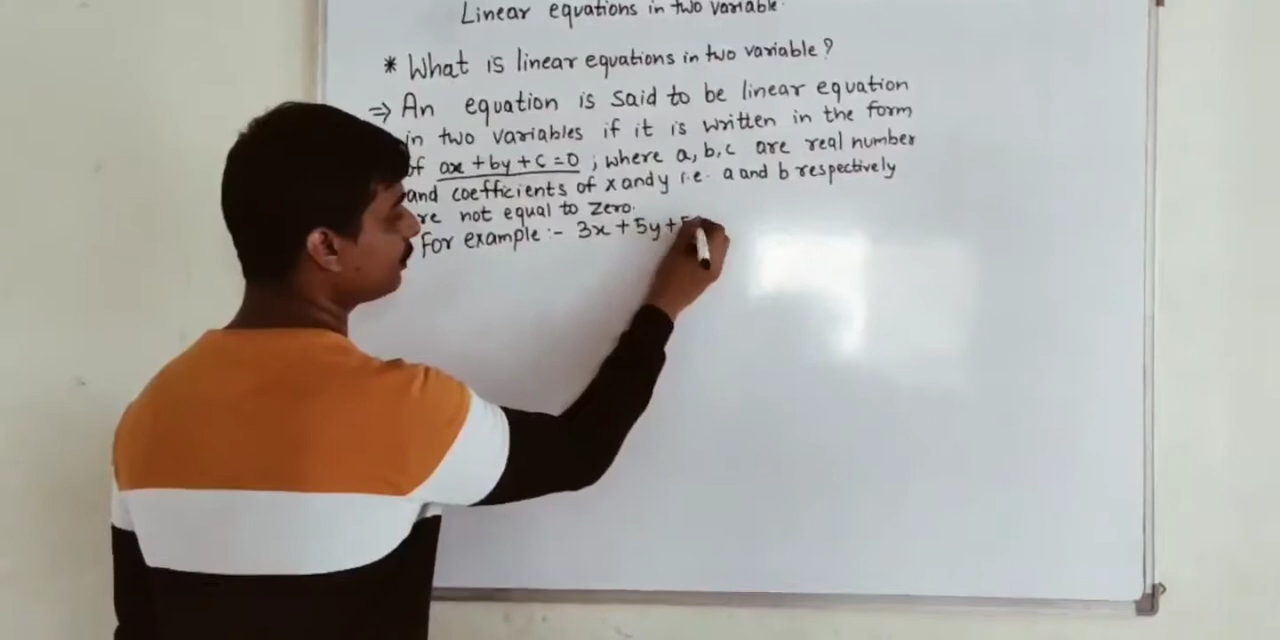 Linear equations in two variable.
* What is linear equations in two variable?
⇒ An equation is said to be linear equation
in two variables if it is written in the form
of ax + by + c = 0 ; where a, b, c are real number
and coefficients of x and y i.e. a and b respectively
re not equal to zero.
For example :- 3x + 5y +